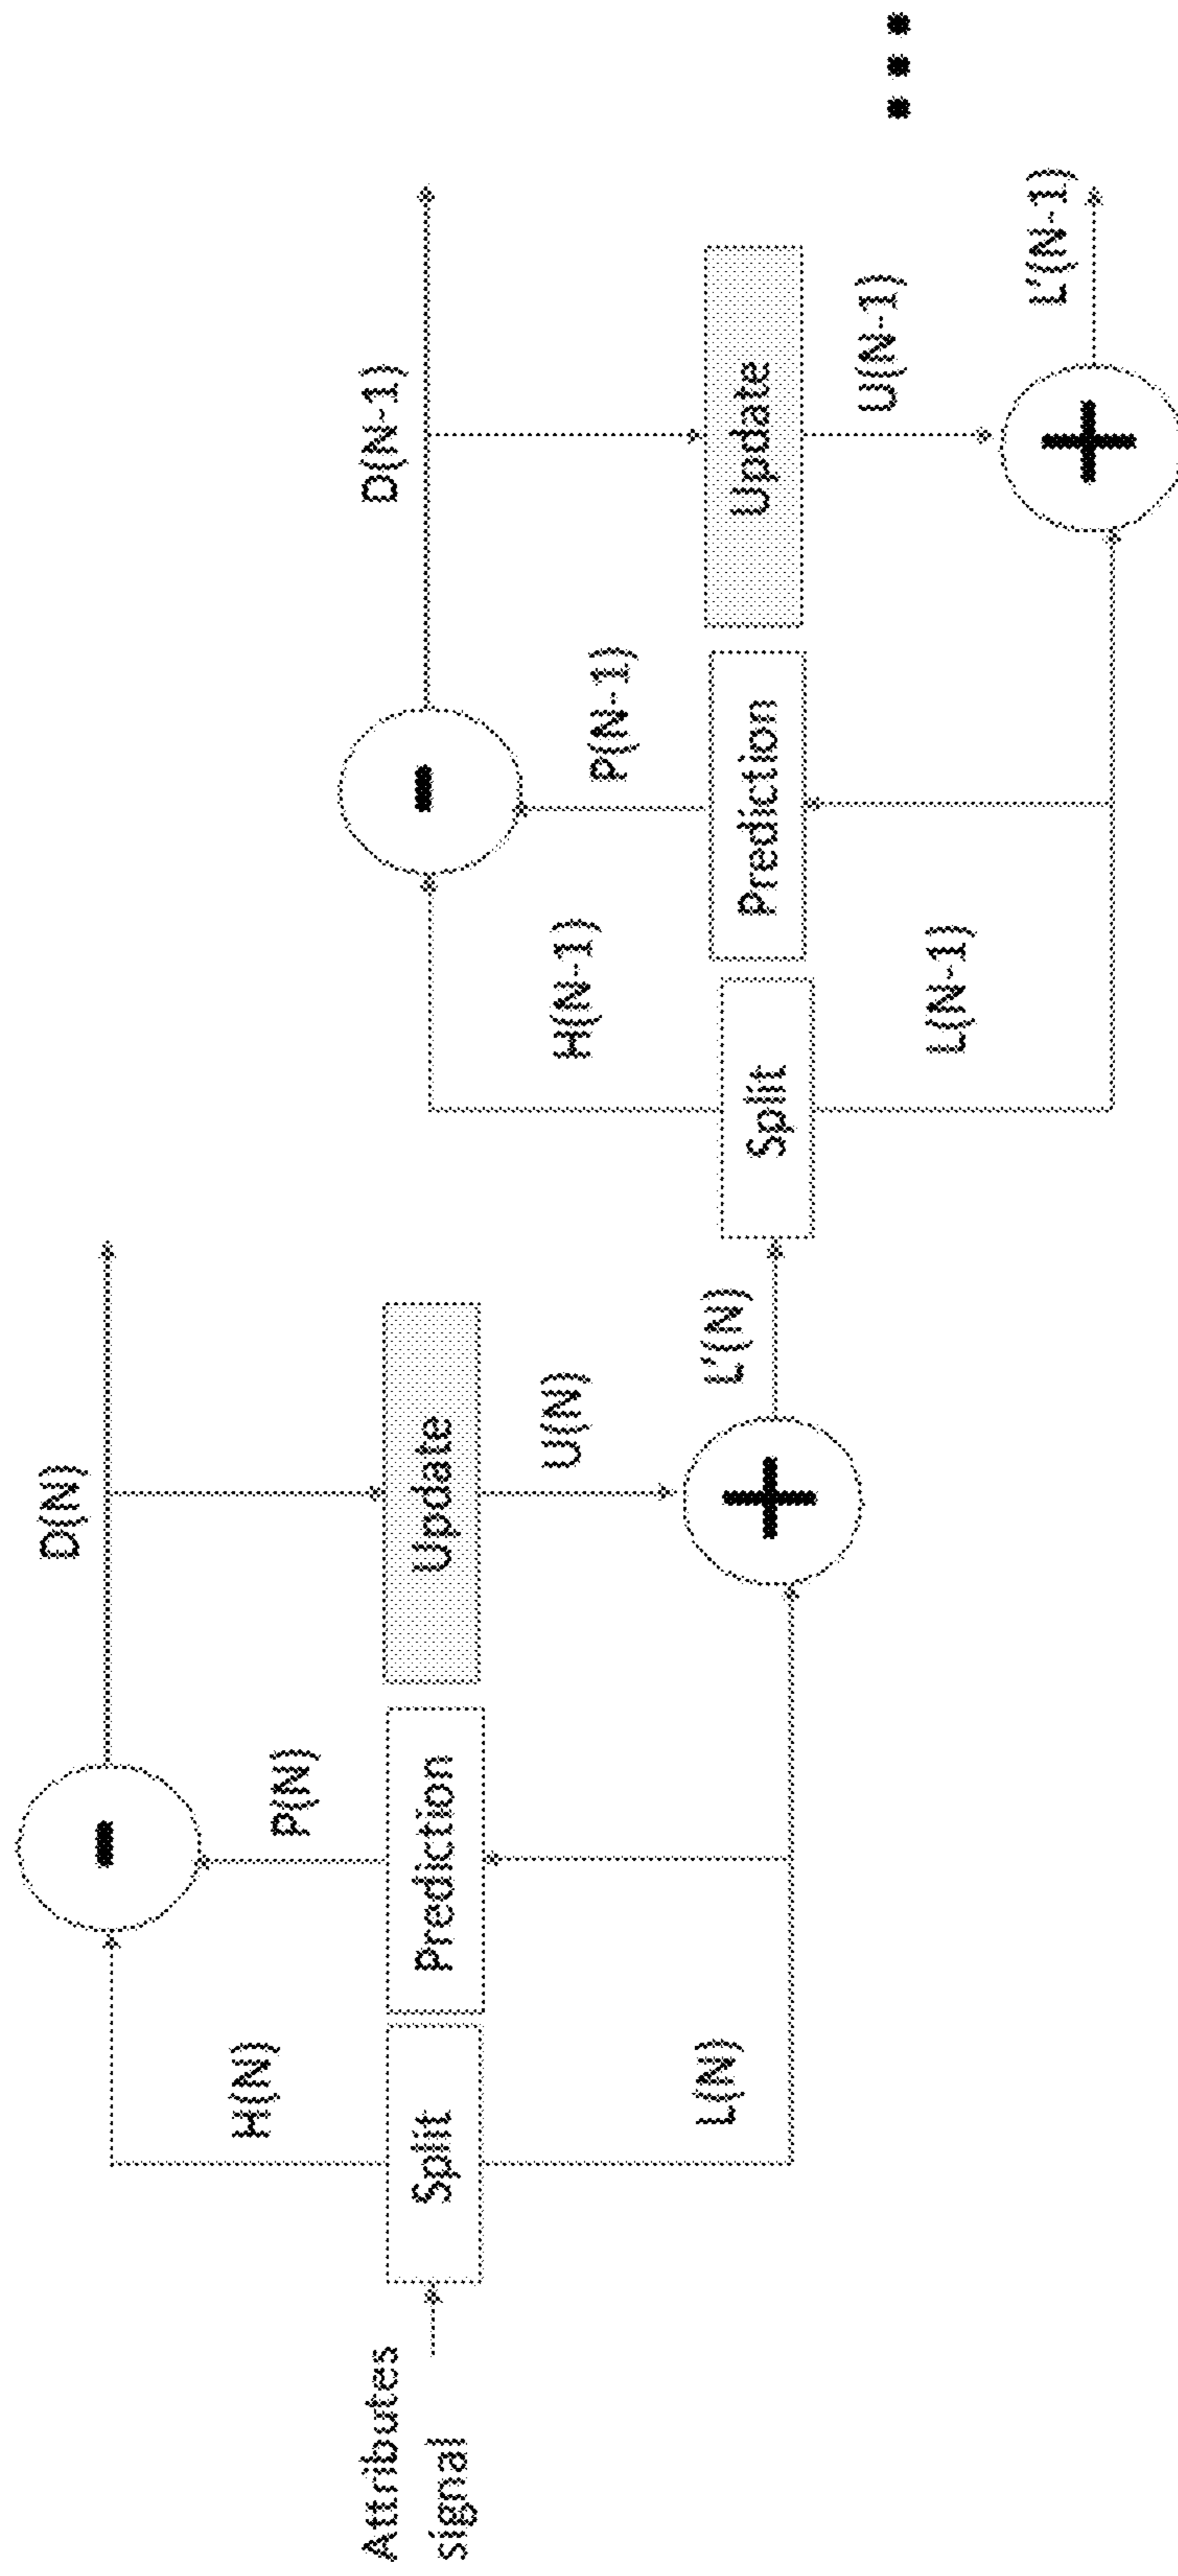 Attributes
signal
Split
H(N)
L(N)
Prediction
P(N)
-
D(N)
Update
U(N)
+
L'(N)
Split
H(N-1)
L(N-1)
Prediction
P(N-1)
-
D(N-1)
Update
U(N-1)
+
L'(N-1)
...